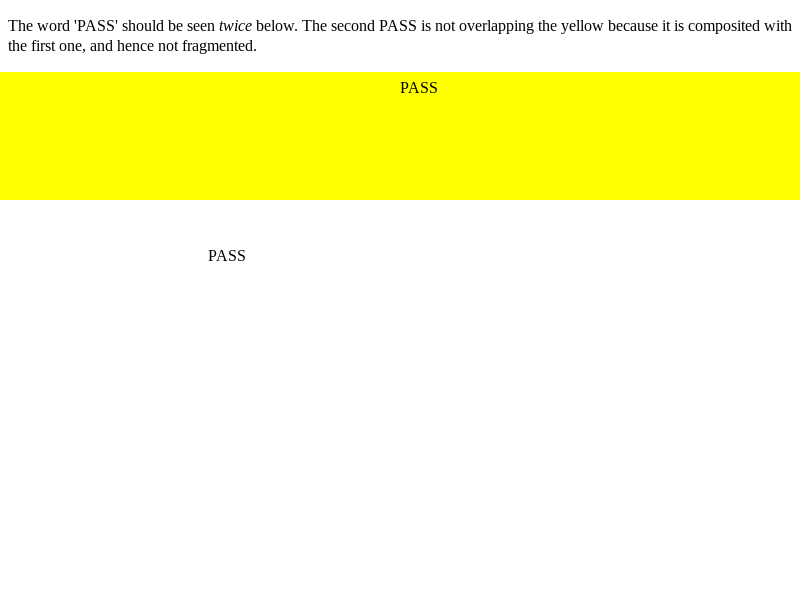 The word 'PASS' should be seen twice below. The second PASS is not overlapping the yellow because it is composited with
the first one, and hence not fragmented.
PASS
PASS